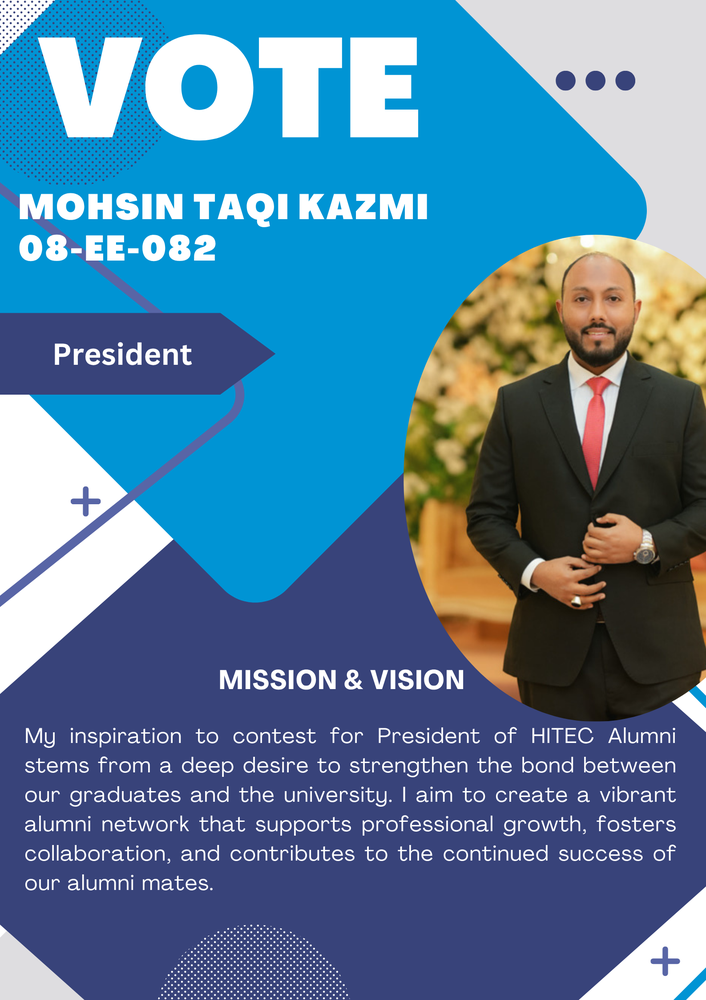 VOTE
MOHSIN TAQI KAZMI
08-EE-082
President
MISSION & VISION
My inspiration to contest for President of HITEC Alumni
stems from a deep desire to strengthen the bond between
our graduates and the university. I aim to create a vibrant
alumni network that supports professional growth, fosters
collaboration, and contributes to the continued success of
our alumni mates.